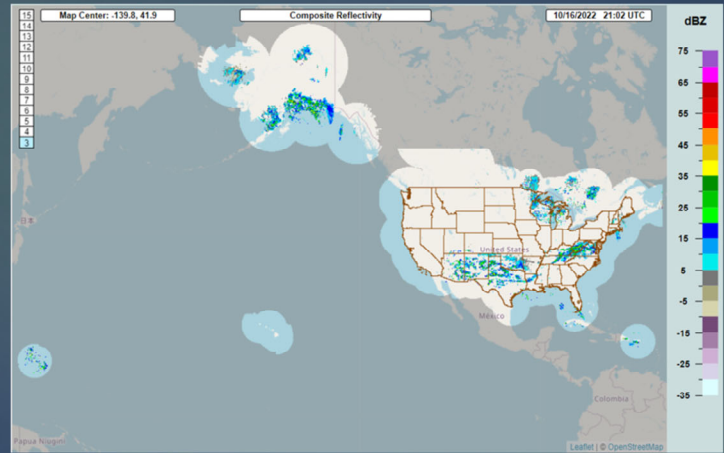 Map Center: -139.8, 41.9
Composite Reflectivity
10/16/2022 21:02 UTC
dBZ
15
14
13
12
11
10
9
8
7
6
5
4
3
75
65
55
45
35
25
15
5
-5
-15
-25
-35
日本
United States
México
Colombia
Papua Niugini
Leaflet | © OpenStreetMap